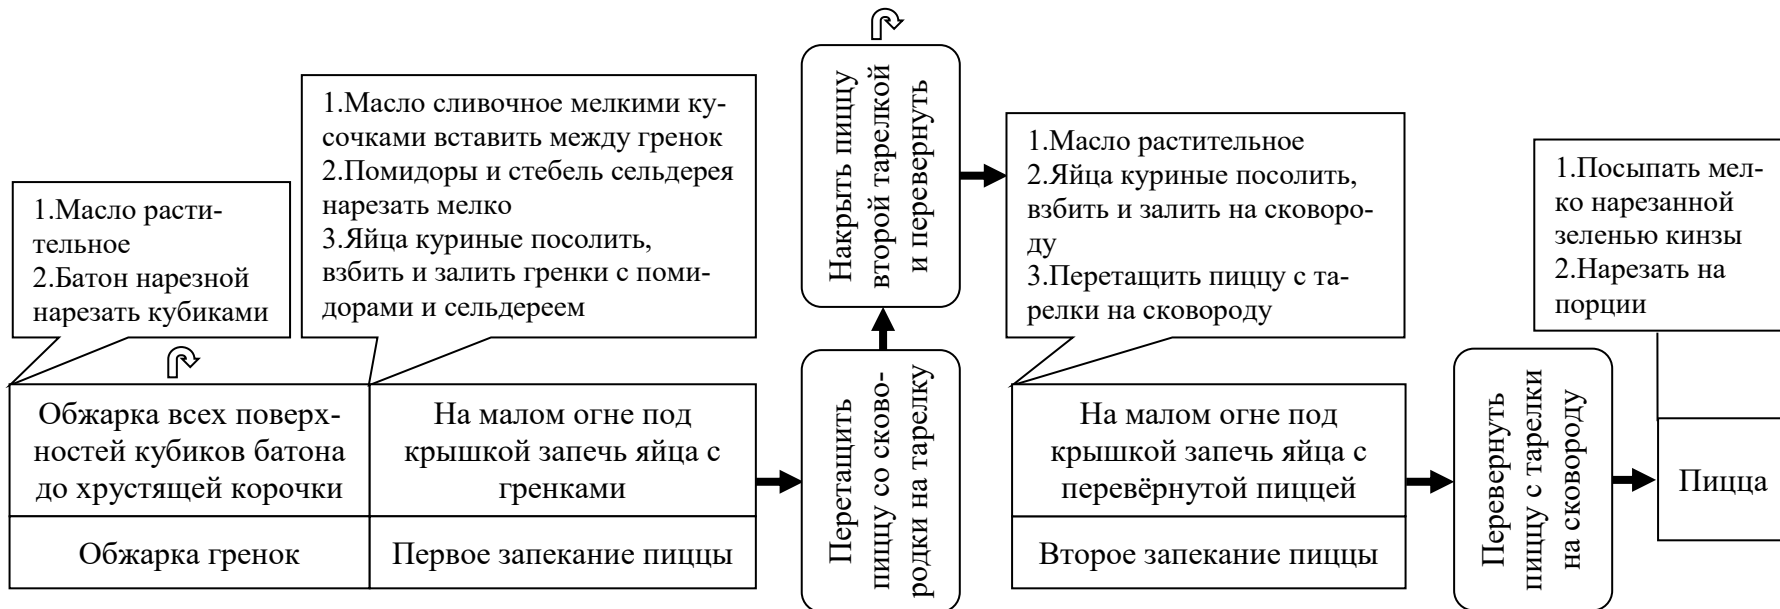 1.Масло расти-
тельное
2.Батон нарезной
нарезать кубиками
Обжарка всех поверх-
ностей кубиков батона
до хрустящей корочки
Обжарка гренок
1.Масло сливочное мелкими ку-
сочками вставить между гренок
2.Помидоры и стебель сельдерея
нарезать мелко
3.Яйца куриные посолить,
взбить и залить гренки с поми-
дорами и сельдереем
На малом огне под
крышкой запечь яйца с
гренками
Первое запекание пиццы
Перетащить
пиццу со сково-
родки на тарелку
Накрыть пиццу
второй тарелкой
и перевернуть
1.Масло растительное
2.Яйца куриные посолить,
взбить и залить на сковоро-
ду
3.Перетащить пиццу с та-
релки на сковороду
На малом огне под
крышкой запечь яйца с
перевёрнутой пиццей
Второе запекание пиццы
Перевернуть
пиццу с тарелки
на сковороду
1.Посыпать мел-
ко нарезанной
зеленью кинзы
2.Нарезать на
порции
Пицца